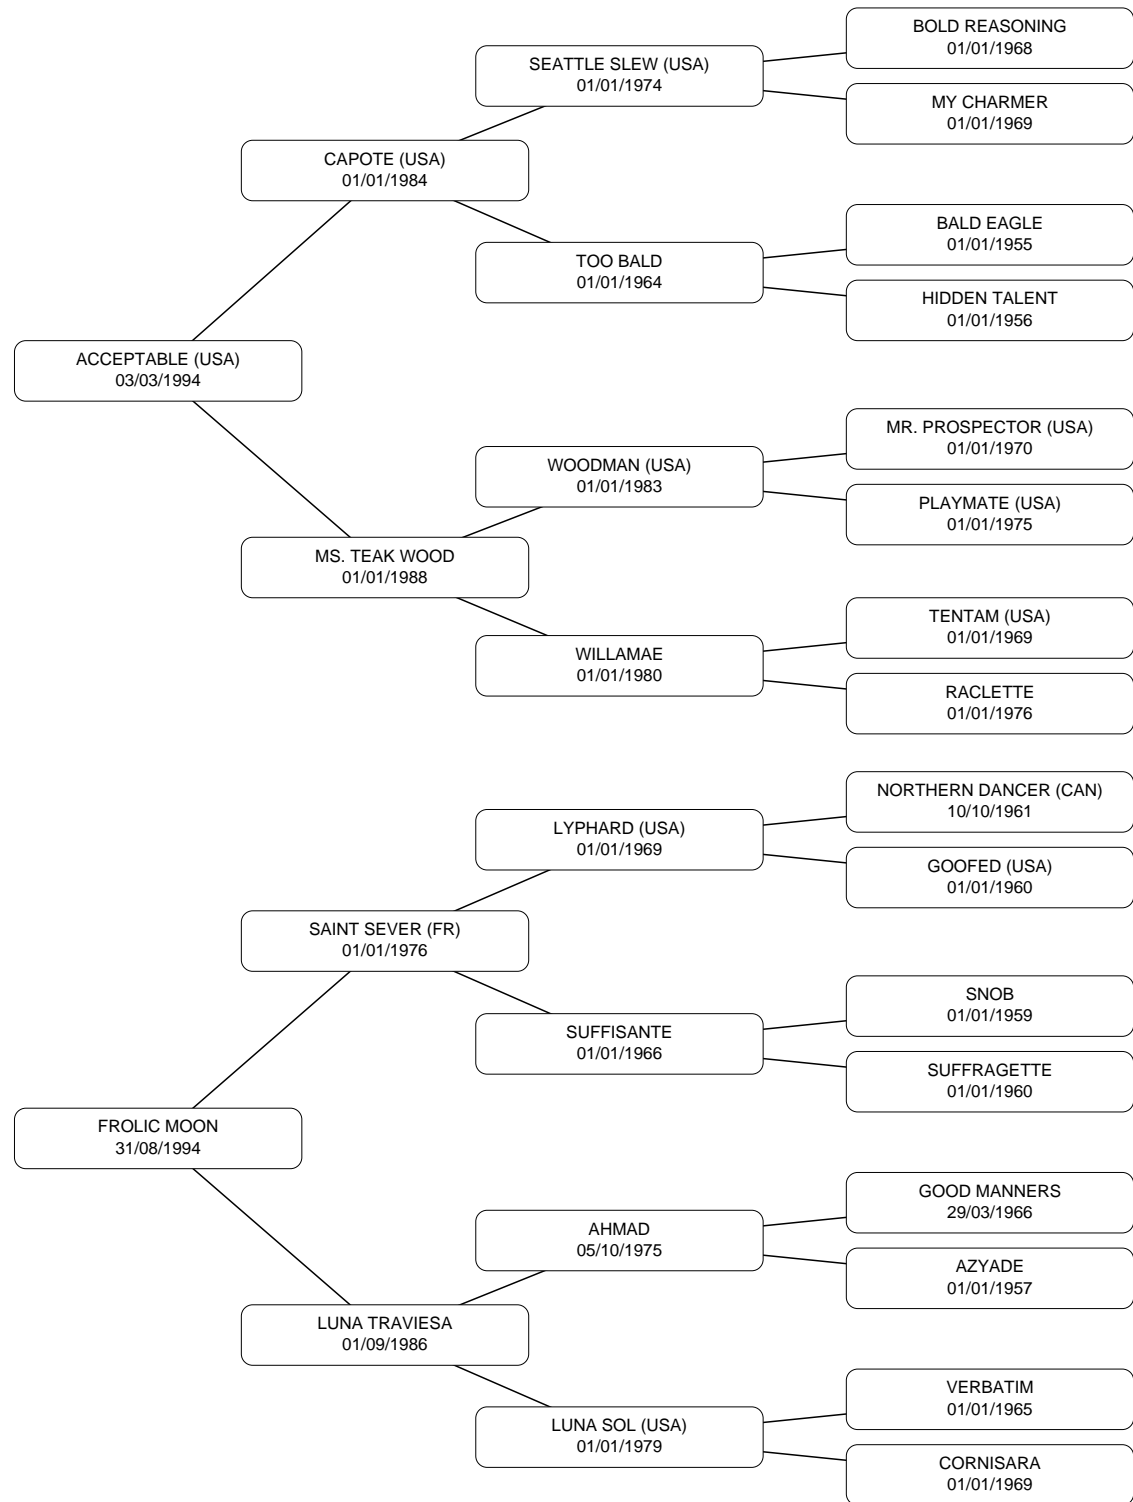 BOLD REASONING
01/01/1968
SEATTLE SLEW (USA)
01/01/1974
MY CHARMER
01/01/1969
CAPOTE (USA)
01/01/1984
BALD EAGLE
01/01/1955
TOO BALD
01/01/1964
HIDDEN TALENT
01/01/1956
ACCEPTABLE (USA)
03/03/1994
MR. PROSPECTOR (USA)
01/01/1970
WOODMAN (USA)
01/01/1983
PLAYMATE (USA)
01/01/1975
MS. TEAK WOOD
01/01/1988
TENTAM (USA)
01/01/1969
WILLAMAE
01/01/1980
RACLETTE
01/01/1976
NORTHERN DANCER (CAN)
10/10/1961
LYPHARD (USA)
01/01/1969
GOOFED (USA)
01/01/1960
SAINT SEVER (FR)
01/01/1976
SNOB
01/01/1959
SUFFISANTE
01/01/1966
SUFFRAGETTE
01/01/1960
FROLIC MOON
31/08/1994
GOOD MANNERS
29/03/1966
AHMAD
05/10/1975
AZYADE
01/01/1957
LUNA TRAVIESA
01/09/1986
VERBATIM
01/01/1965
LUNA SOL (USA)
01/01/1979
CORNISARA
01/01/1969